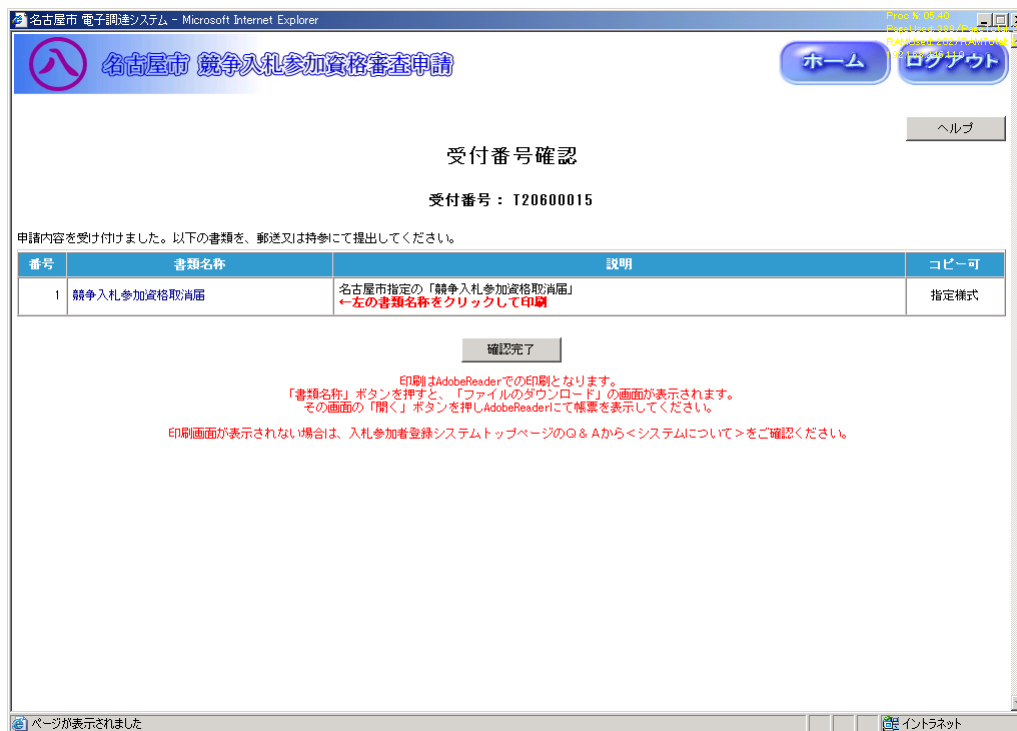 名古屋市 電子調達システム - Microsoft Internet Explorer
名古屋市 競争入札参加資格審査申請
ホーム
ログアウト
ヘルプ
受付番号確認
受付番号： T20600015
申請内容を受け付けました。以下の書類を、郵送又は持参にて提出してください。
番号 書類名称 説明 コピー可
1 競争入札参加資格取消届 名古屋市指定の「競争入札参加資格取消届」 指定様式
←左の書類名称をクリックして印刷
確認完了
印刷はAdobeReaderでの印刷となります。
「書類名称」ボタンを押すと、「ファイルのダウンロード」の画面が表示されます。
その画面の「開く」ボタンを押しAdobeReaderにて帳票を表示してください。
印刷画面が表示されない場合は、入札参加者登録システムトップページのＱ＆Ａから＜システムについて＞をご確認ください。
ページが表示されました
イントラネット